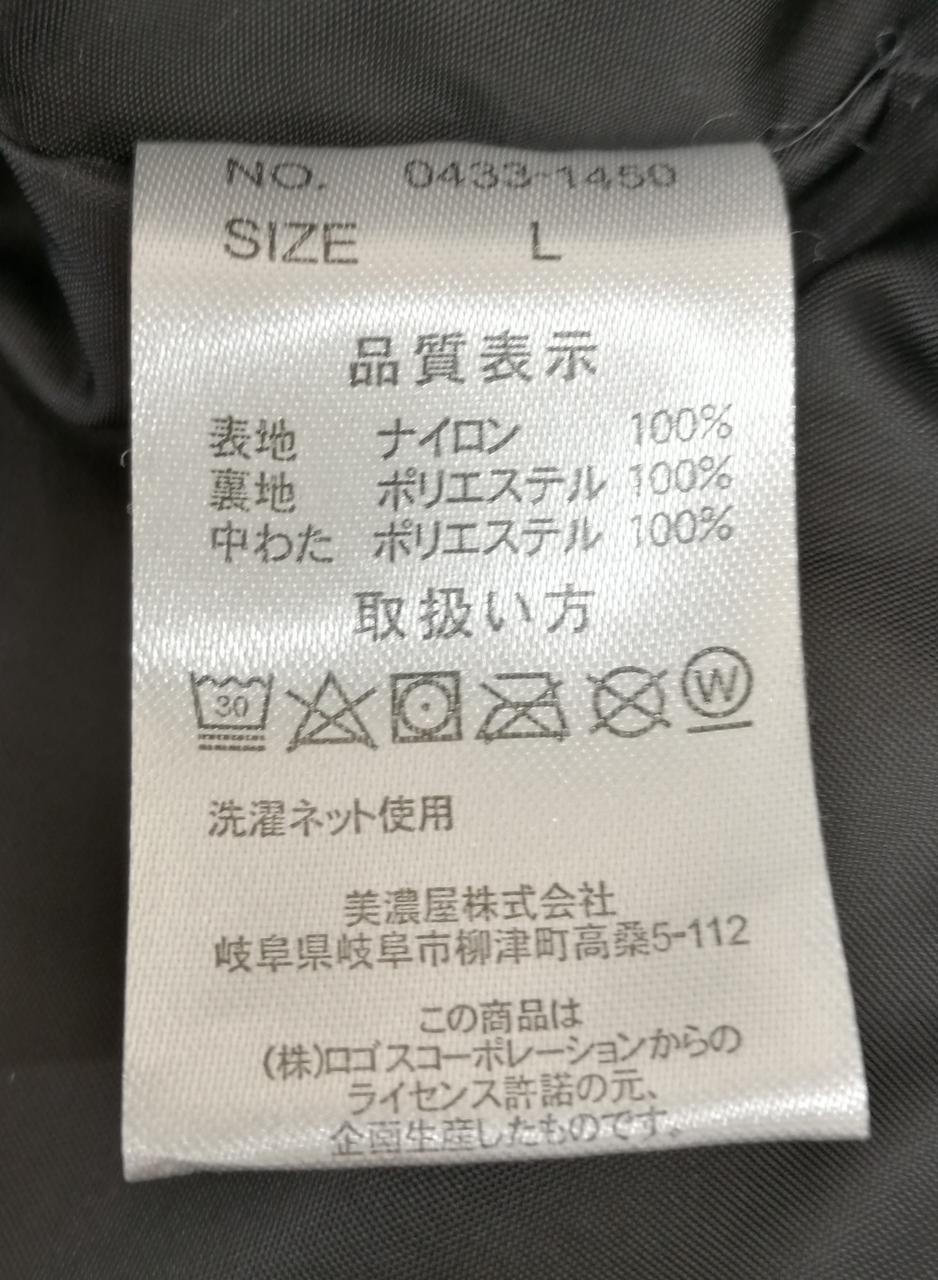 NO. 0433-1450
SIZE L
品質表示
表地 ナイロン 100%
裏地 ポリエステル 100%
中わた ポリエステル 100%
取扱い方
30 W
洗濯ネット使用
美濃屋株式会社
岐阜県岐阜市柳津町高桑5-112
この商品は
(株)ロゴスコーポレーションからの
ライセンス許諾の元、
企画生産したものです。